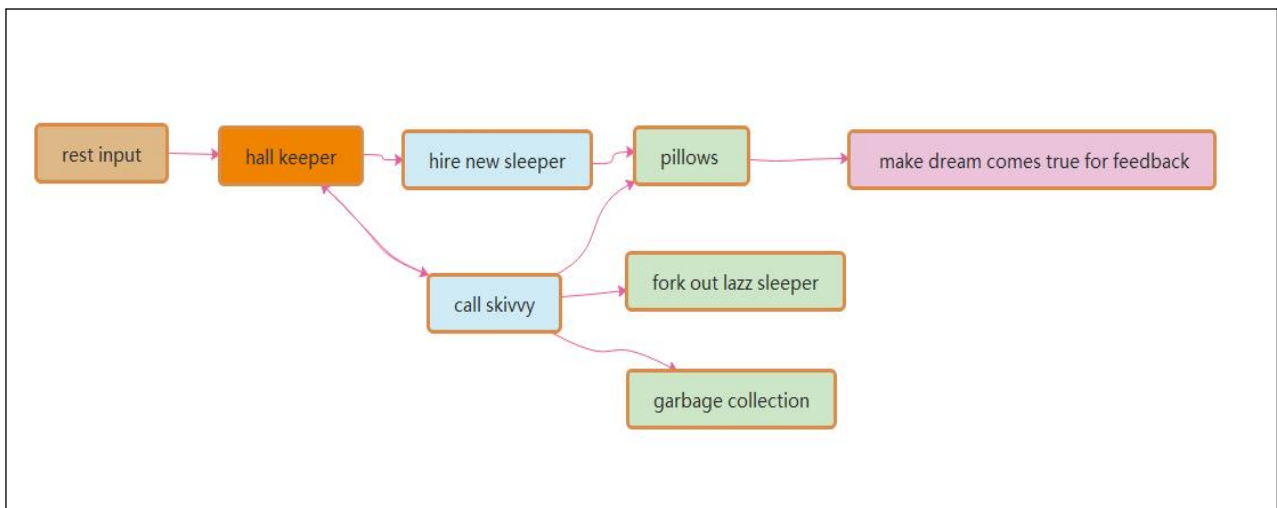 rest input
hall keeper
hire new sleeper
pillows
make dream comes true for feedback
call skivvy
fork out lazz sleeper
garbage collection